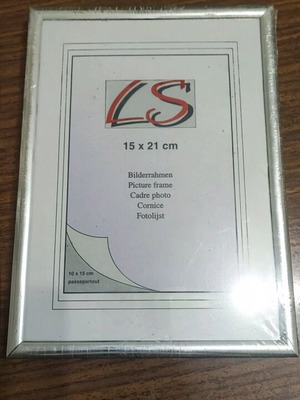 LS
15 x 21 cm
Bilderrahmen
Picture frame
Cadre photo
Cornice
Fotolijst
10 x 15 cm
passepartout